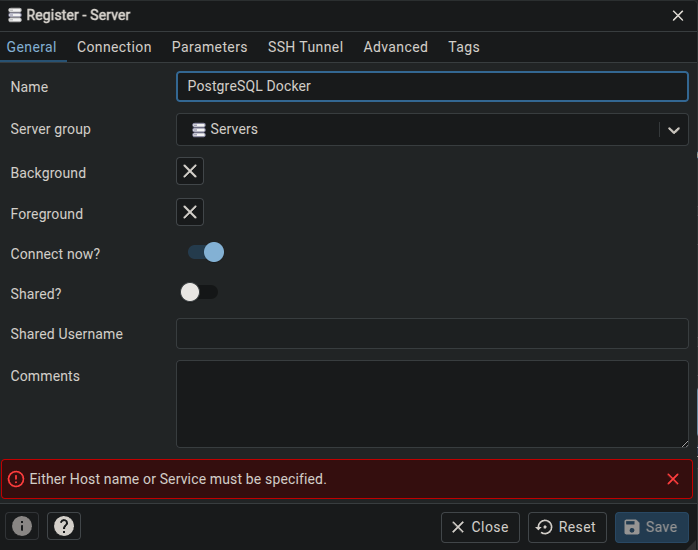 Register - Server
General Connection Parameters SSH Tunnel Advanced Tags
Name PostgreSQL Docker
Server group Servers
Background
Foreground
Connect now?
Shared?
Shared Username
Comments
Either Host name or Service must be specified.
Close Reset Save